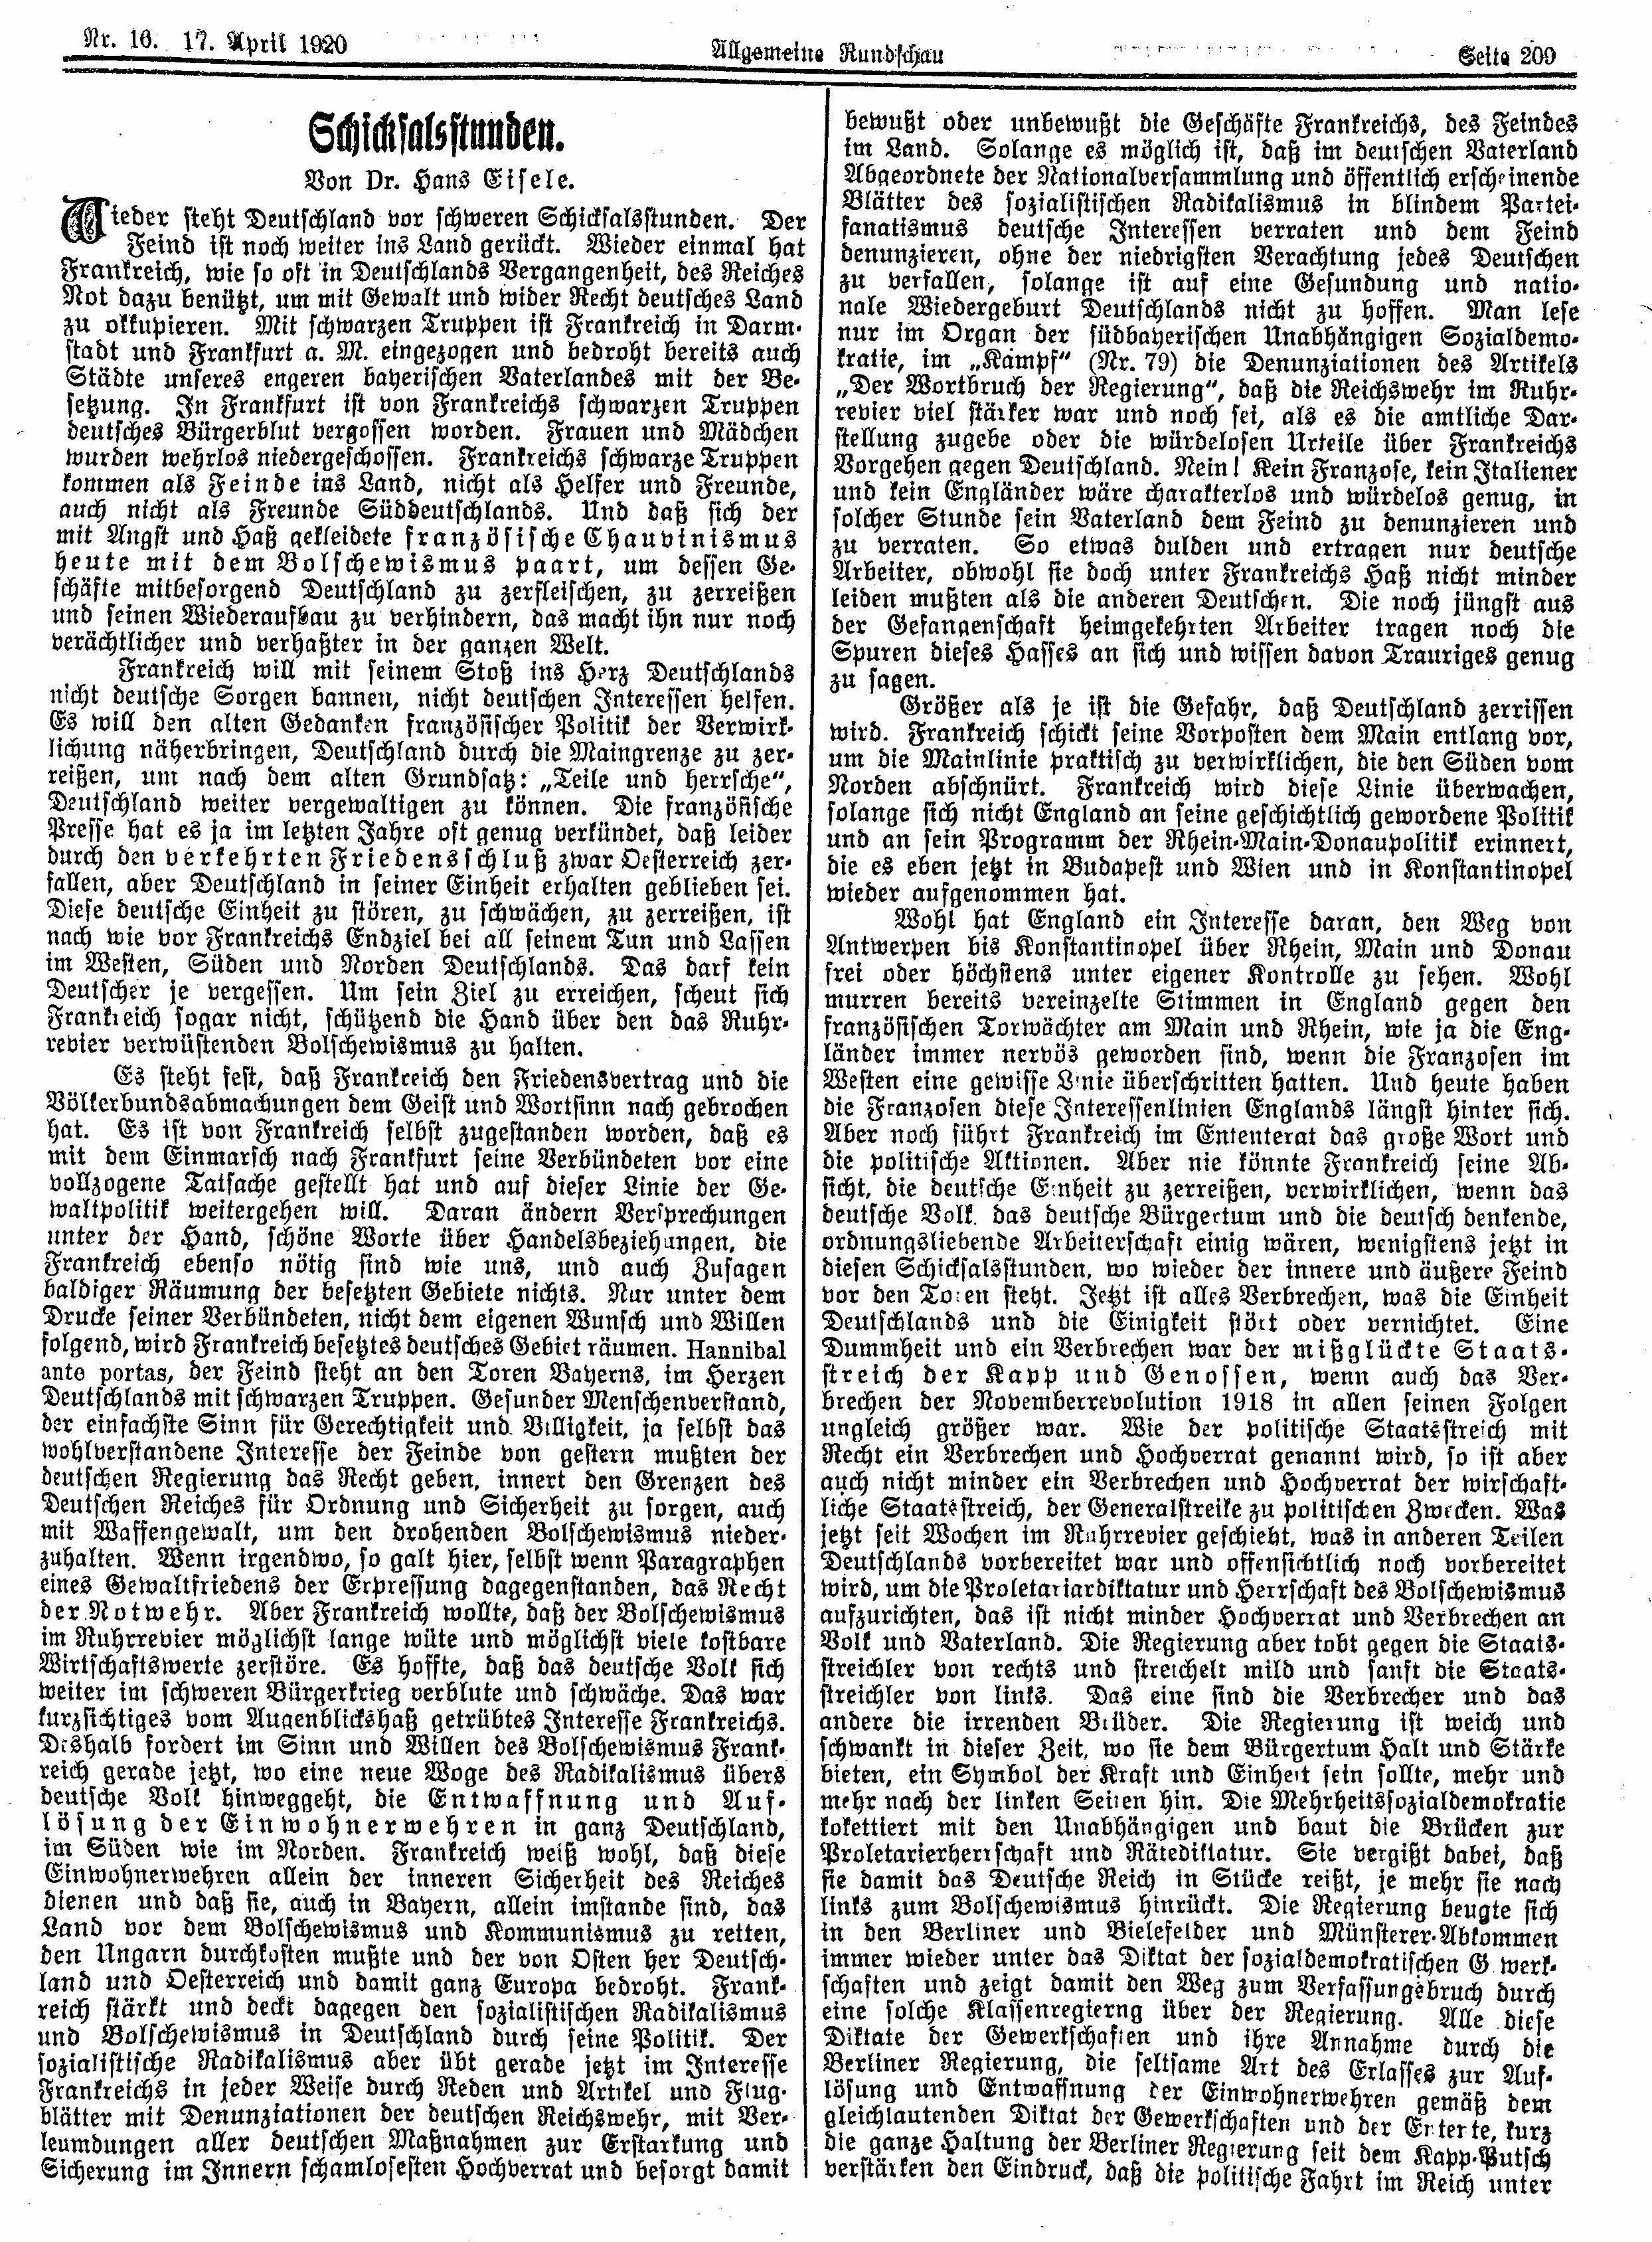 Nr. 16. 17. April 1920
Allgemeine Rundschau
Seite 209
Schicksalsstunden.
Von Dr. Hans Eisele.
Wieder steht Deutschland vor schweren Schicksalsstunden. Der
Feind ist noch weiter ins Land gerückt. Wieder einmal hat
Frankreich, wie so oft in Deutschlands Vergangenheit, des Reiches
Not dazu benützt, um mit Gewalt und wider Recht deutsches Land
zu okkupieren. Mit schwarzen Truppen ist Frankreich in Darm-
stadt und Frankfurt a. M. eingezogen und bedroht bereits auch
Städte unseres engeren bayerischen Vaterlandes mit der Be-
setzung. In Frankfurt ist von Frankreichs schwarzen Truppen
deutsches Bürgerblut vergossen worden. Frauen und Mädchen
wurden wehrlos niedergeschossen. Frankreichs schwarze Truppen
kommen als Feinde ins Land, nicht als Helfer und Freunde,
auch nicht als Freunde Süddeutschlands. Und daß sich der
mit Angst und Haß gekleidete französische Chauvinismus
heute mit dem Bolschewismus paart, um dessen Ge-
schäfte mitbesorgend Deutschland zu zerfleischen, zu zerreißen
und seinen Wiederaufbau zu verhindern, das macht ihn nur noch
verächtlicher und verhaßter in der ganzen Welt.
Frankreich will mit seinem Stoß ins Herz Deutschlands
nicht deutsche Sorgen bannen, nicht deutschen Interessen helfen.
Es will den alten Gedanken französischer Politik der Verwirk-
lichung näherbringen, Deutschland durch die Maingrenze zu zer-
reißen, um nach dem alten Grundsatz: „Teile und herrsche“,
Deutschland weiter vergewaltigen zu können. Die französische
Presse hat es ja im letzten Jahre oft genug verkündet, daß leider
durch den verkehrten Friedensschluß zwar Oesterreich zer-
fallen, aber Deutschland in seiner Einheit erhalten geblieben sei.
Diese deutsche Einheit zu stören, zu schwächen, zu zerreißen, ist
nach wie vor Frankreichs Endziel bei all seinem Tun und Lassen
im Westen, Süden und Norden Deutschlands. Das darf kein
Deutscher je vergessen. Um sein Ziel zu erreichen, scheut sich
Frankreich sogar nicht, schützend die Hand über den das Ruhr-
revier verwüstenden Bolschewismus zu halten.
Es steht fest, daß Frankreich den Friedensvertrag und die
Völkerbundsabmachungen dem Geist und Wortsinn nach gebrochen
hat. Es ist von Frankreich selbst zugestanden worden, daß es
mit dem Einmarsch nach Frankfurt seine Verbündeten vor eine
vollzogene Tatsache gestellt hat und auf dieser Linie der Ge-
waltpolitik weitergehen will. Daran ändern Versprechungen
unter der Hand, schöne Worte über Handelsbeziehungen, die
Frankreich ebenso nötig sind wie uns, und auch Zusagen
baldiger Räumung der besetzten Gebiete nichts. Nur unter dem
Drucke seiner Verbündeten, nicht dem eigenen Wunsch und Willen
folgend, wird Frankreich besetztes deutsches Gebiet räumen. Hannibal
ante portas, der Feind steht an den Toren Bayerns, im Herzen
Deutschlands mit schwarzen Truppen. Gesunder Menschenverstand,
der einfachste Sinn für Gerechtigkeit und Billigkeit, ja selbst das
wohlverstandene Interesse der Feinde von gestern mußten der
deutschen Regierung das Recht geben, innert den Grenzen des
Deutschen Reiches für Ordnung und Sicherheit zu sorgen, auch
mit Waffengewalt, um den drohenden Bolschewismus nieder-
zuhalten. Wenn irgendwo, so galt hier, selbst wenn Paragraphen
eines Gewaltfriedens der Erpressung dagegenstanden, das Recht
der Notwehr. Aber Frankreich wollte, daß der Bolschewismus
im Ruhrrevier möglichst lange wüte und möglichst viele kostbare
Wirtschaftswerte zerstöre. Es hoffte, daß das deutsche Volk sich
weiter im schweren Bürgerkrieg verblute und schwäche. Das war
kurzsichtiges vom Augenblickshaß getrübtes Interesse Frankreichs.
Deshalb fordert im Sinn und Willen des Bolschewismus Frank-
reich gerade jetzt, wo eine neue Woge des Radikalismus übers
deutsche Volk hinweggeht, die Entwaffnung und Auf-
lösung der Einwohnerwehren in ganz Deutschland,
im Süden wie im Norden. Frankreich weiß wohl, daß diese
Einwohnerwehren allein der inneren Sicherheit des Reiches
dienen und daß sie, auch in Bayern, allein imstande sind, das
Land vor dem Bolschewismus und Kommunismus zu retten,
den Ungarn durchkosten mußte und der von Osten her Deutsch-
land und Oesterreich und damit ganz Europa bedroht. Frank-
reich stärkt und deckt dagegen den sozialistischen Radikalismus
und Bolschewismus in Deutschland durch seine Politik. Der
sozialistische Radikalismus aber übt gerade jetzt im Interesse
Frankreichs in jeder Weise durch Reden und Artikel und Flug-
blätter mit Denunziationen der deutschen Reichswehr, mit Ver-
leumdungen aller deutschen Maßnahmen zur Erstarkung und
Sicherung im Innern schamlosesten Hochverrat und besorgt damit
bewußt oder unbewußt die Geschäfte Frankreichs, des Feindes
im Land. Solange es möglich ist, daß im deutschen Vaterland
Abgeordnete der Nationalversammlung und öffentlich erscheinende
Blätter des sozialistischen Radikalismus in blindem Partei-
fanatismus deutsche Interessen verraten und dem Feind
denunzieren, ohne der niedrigsten Verachtung jedes Deutschen
zu verfallen, solange ist auf eine Gesundung und natio-
nale Wiedergeburt Deutschlands nicht zu hoffen. Man lese
nur im Organ der südbayerischen Unabhängigen Sozialdemo-
kratie, im „Kampf“ (Nr. 79) die Denunziationen des Artikels
„Der Wortbruch der Regierung“, daß die Reichswehr im Ruhr-
revier viel stärker war und noch sei, als es die amtliche Dar-
stellung zugebe oder die würdelosen Urteile über Frankreichs
Vorgehen gegen Deutschland. Nein! Kein Franzose, kein Italiener
und kein Engländer wäre charakterlos und würdelos genug, in
solcher Stunde sein Vaterland dem Feind zu denunzieren und
zu verraten. So etwas dulden und ertragen nur deutsche
Arbeiter, obwohl sie doch unter Frankreichs Haß nicht minder
leiden mußten als die anderen Deutschen. Die noch jüngst aus
der Gefangenschaft heimgekehrten Arbeiter tragen noch die
Spuren dieses Hasses an sich und wissen davon Trauriges genug
zu sagen.
Größer als je ist die Gefahr, daß Deutschland zerrissen
wird. Frankreich schickt seine Vorposten dem Main entlang vor,
um die Mainlinie praktisch zu verwirklichen, die den Süden vom
Norden abschnürt. Frankreich wird diese Linie überwachen,
solange sich nicht England an seine geschichtlich gewordene Politik
und an sein Programm der Rhein-Main-Donaupolitik erinnert,
die es eben jetzt in Budapest und Wien und in Konstantinopel
wieder aufgenommen hat.
Wohl hat England ein Interesse daran, den Weg von
Antwerpen bis Konstantinopel über Rhein, Main und Donau
frei oder höchstens unter eigener Kontrolle zu sehen. Wohl
murren bereits vereinzelte Stimmen in England gegen den
französischen Torwächter am Main und Rhein, wie ja die Eng-
länder immer nervös geworden sind, wenn die Franzosen im
Westen eine gewisse Linie überschritten hatten. Und heute haben
die Franzosen diese Interessenlinien Englands längst hinter sich.
Aber noch führt Frankreich im Ententerat das große Wort und
die politische Aktionen. Aber nie könnte Frankreich seine Ab-
sicht, die deutsche Einheit zu zerreißen, verwirklichen, wenn das
deutsche Volk, das deutsche Bürgertum und die deutsch denkende,
ordnungsliebende Arbeiterschaft einig wären, wenigstens jetzt in
diesen Schicksalsstunden, wo wieder der innere und äußere Feind
vor den Toren steht. Jetzt ist alles Verbrechen, was die Einheit
Deutschlands und die Einigkeit stört oder vernichtet. Eine
Dummheit und ein Verbrechen war der mißglückte Staats-
streich der Kapp und Genossen, wenn auch das Ver-
brechen der Novemberrevolution 1918 in allen seinen Folgen
ungleich größer war. Wie der politische Staatsstreich mit
Recht ein Verbrechen und Hochverrat genannt wird, so ist aber
auch nicht minder ein Verbrechen und Hochverrat der wirschaft-
liche Staatsstreich, der Generalstreike zu politischen Zwecken. Was
jetzt seit Wochen im Ruhrrevier geschieht, was in anderen Teilen
Deutschlands vorbereitet war und offensichtlich noch vorbereitet
wird, um die Proletariardiktatur und Herrschaft des Bolschewismus
aufzurichten, das ist nicht minder Hochverrat und Verbrechen an
Volk und Vaterland. Die Regierung aber tobt gegen die Staats-
streichler von rechts und streichelt mild und sanft die Staats-
streichler von links. Das eine sind die Verbrecher und das
andere die irrenden Brüder. Die Regierung ist weich und
schwankt in dieser Zeit, wo sie dem Bürgertum Halt und Stärke
bieten, ein Symbol der Kraft und Einheit sein sollte, mehr und
mehr nach der linken Seiten hin. Die Mehrheitssozialdemokratie
kokettiert mit den Unabhängigen und baut die Brücken zur
Proletarierherrschaft und Rätediktatur. Sie vergißt dabei, daß
sie damit das Deutsche Reich in Stücke reißt, je mehr sie nach
links zum Bolschewismus hinrückt. Die Regierung beugte sich
in den Berliner und Bielefelder und Münsterer-Abkommen
immer wieder unter das Diktat der sozialdemokratischen G werk-
schaften und zeigt damit den Weg zum Verfassungsbruch durch
eine solche Klassenregierng über der Regierung. Alle diese
Diktate der Gewerkschaften und ihre Annahme durch die
Berliner Regierung, die seltsame Art des Erlasses zur Auf-
lösung und Entwaffnung der Einwohnerwehren gemäß dem
gleichlautenden Diktat der Gewerkschaften und der Entente, kurz
die ganze Haltung der Berliner Regierung seit dem Kapp-Putsch
verstärken den Eindruck, daß die politische Fahrt im Reich unter